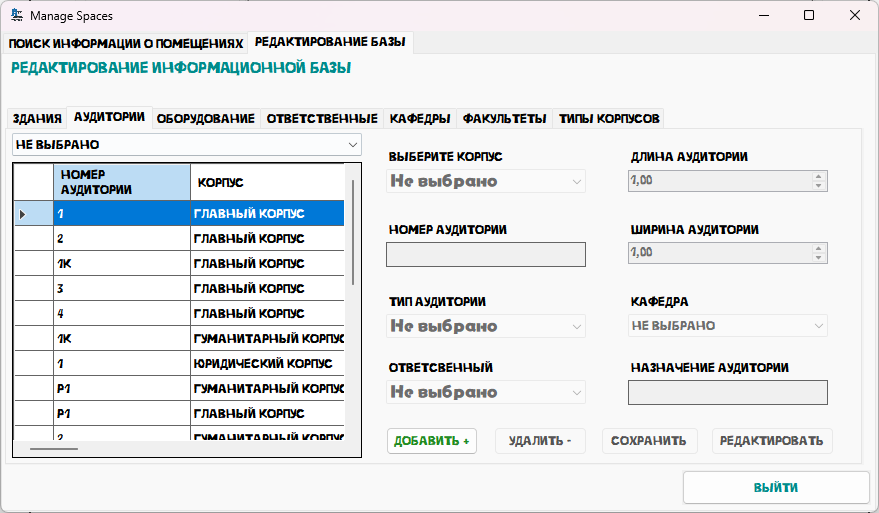 Manage Spaces
ПОИСК ИНФОРМАЦИИ О ПОМЕЩЕНИЯХ РЕДАКТИРОВАНИЕ БАЗЫ
РЕДАКТИРОВАНИЕ ИНФОРМАЦИОННОЙ БАЗЫ
ЗДАНИЯ АУДИТОРИИ ОБОРУДОВАНИЕ ОТВЕТСТВЕННЫЕ КАФЕДРЫ ФАКУЛЬТЕТЫ ТИПЫ КОРПУСОВ
НЕ ВЫБРАНО
НОМЕР
АУДИТОРИИ
КОРПУС
1 ГЛАВНЫЙ КОРПУС
2 ГЛАВНЫЙ КОРПУС
1К ГЛАВНЫЙ КОРПУС
3 ГЛАВНЫЙ КОРПУС
4 ГЛАВНЫЙ КОРПУС
1К ГУМАНИТАРНЫЙ КОРПУС
1 ЮРИДИЧЕСКИЙ КОРПУС
Р1 ГУМАНИТАРНЫЙ КОРПУС
Р1 ГЛАВНЫЙ КОРПУС
2 ГУМАНИТАРНЫЙ КОРПУС
ВЫБЕРИТЕ КОРПУС
Не выбрано
НОМЕР АУДИТОРИИ
ТИП АУДИТОРИИ
Не выбрано
ОТВЕТСВЕННЫЙ
Не выбрано
ДЛИНА АУДИТОРИИ
1,00
ШИРИНА АУДИТОРИИ
1,00
КАФЕДРА
НЕ ВЫБРАНО
НАЗНАЧЕНИЕ АУДИТОРИИ
ДОБАВИТЬ + УДАЛИТЬ - СОХРАНИТЬ РЕДАКТИРОВАТЬ
ВЫЙТИ